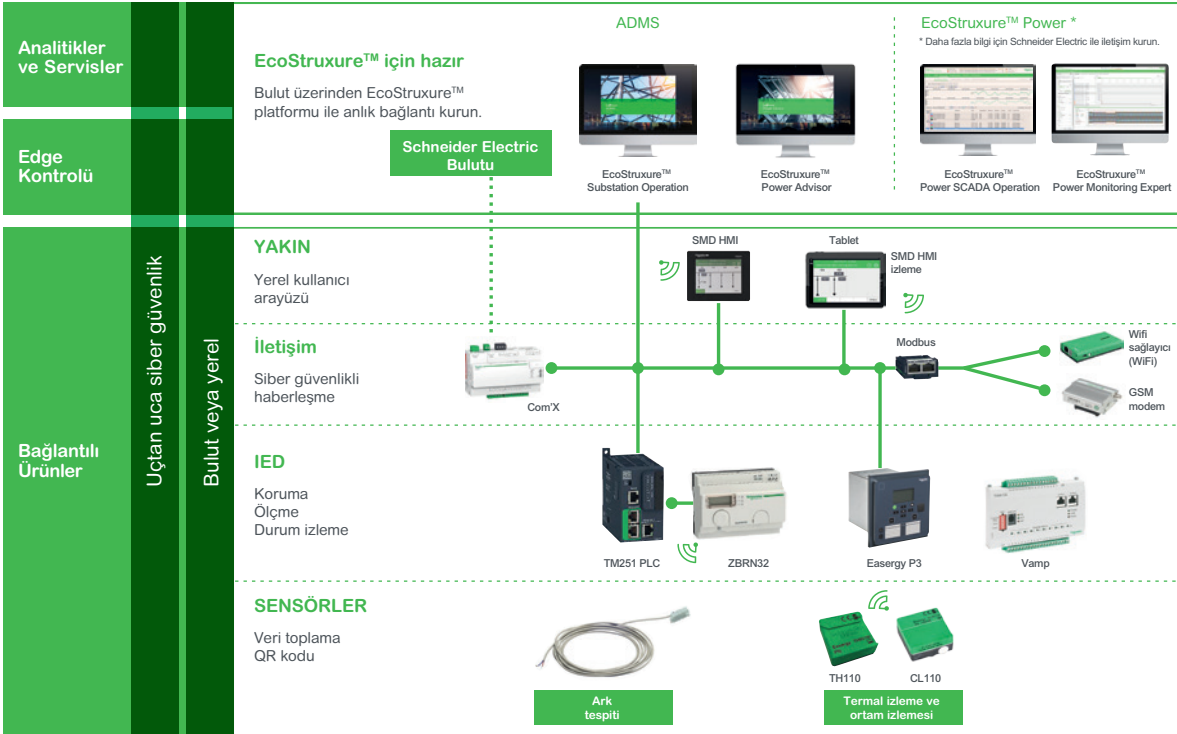 Analitikler
ve Servisler
Edge
Kontrolü
Bağlantılı
Ürünler
Uçtan uca siber güvenlik
Bulut veya yerel
EcoStruxure™ için hazır
Bulut üzerinden EcoStruxure™
platformu ile anlık bağlantı kurun.
Schneider Electric
Bulutu
ADMS
EcoStruxure™
Substation Operation
EcoStruxure™
Power Advisor
EcoStruxure™ Power *
* Daha fazla bilgi için Schneider Electric ile iletişim kurun.
EcoStruxure™
Power SCADA Operation
EcoStruxure™
Power Monitoring Expert
YAKIN
Yerel kullanıcı
arayüzü
SMD HMI
Tablet
SMD HMI
izleme
İletişim
Siber güvenlikli
haberleşme
Com'X
Modbus
Wifi
sağlayıcı
(WiFi)
GSM
modem
IED
Koruma
Ölçme
Durum izleme
TM251 PLC
ZBRN32
Easergy P3
Vamp
SENSÖRLER
Veri toplama
QR kodu
Ark
tespiti
TH110
CL110
Termal izleme ve
ortam izlemesi